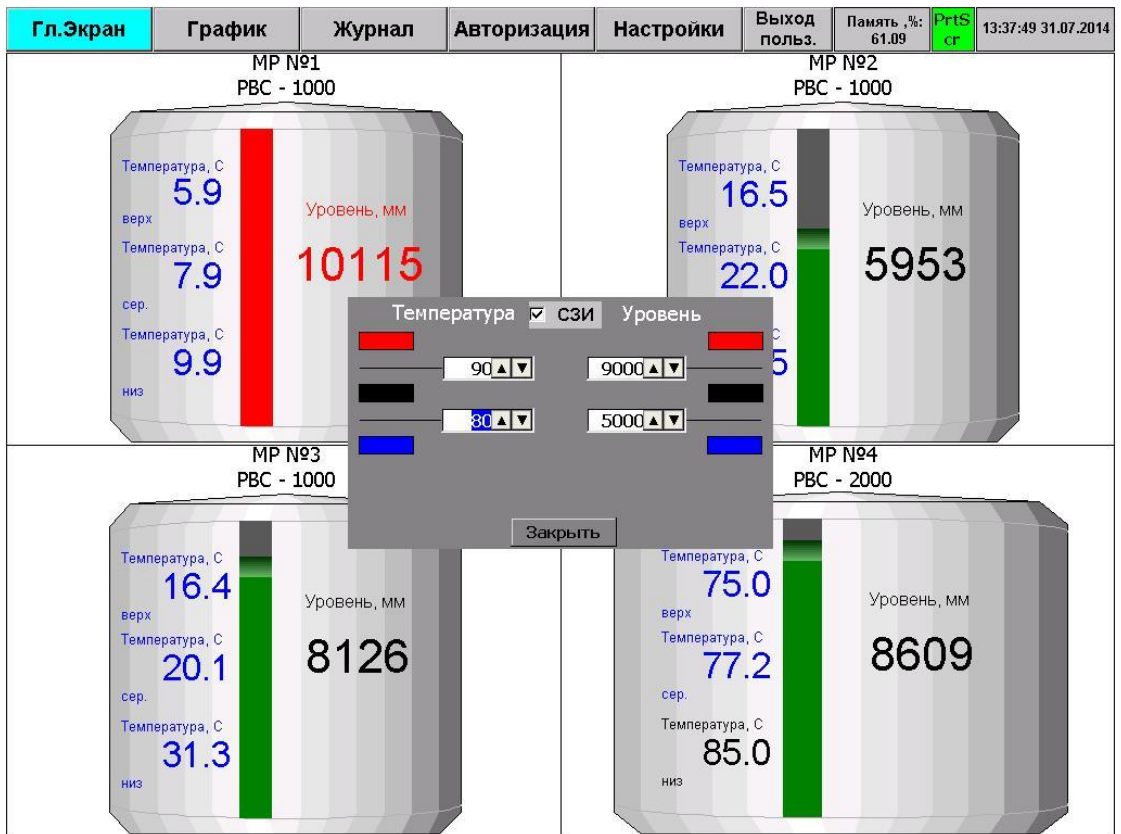 Гл.Экран График Журнал Авторизация Настройки Выход польз. Память ,%: 61.09 PrtS cr 13:37:49 31.07.2014
МР №1
РВС - 1000
Температура, С
5.9
верх
Температура, С
7.9
сер.
Температура, С
9.9
низ
Уровень, мм
10115
МР №2
РВС - 1000
Температура, С
16.5
верх
Температура, С
22.0
Уровень, мм
5953
Температура СЗИ Уровень
90 9000
80 5000
Закрыть
МР №3
РВС - 1000
Температура, С
16.4
верх
Температура, С
20.1
сер.
Температура, С
31.3
низ
Уровень, мм
8126
МР №4
РВС - 2000
Температура, С
75.0
верх
Температура, С
77.2
сер.
Температура, С
85.0
низ
Уровень, мм
8609